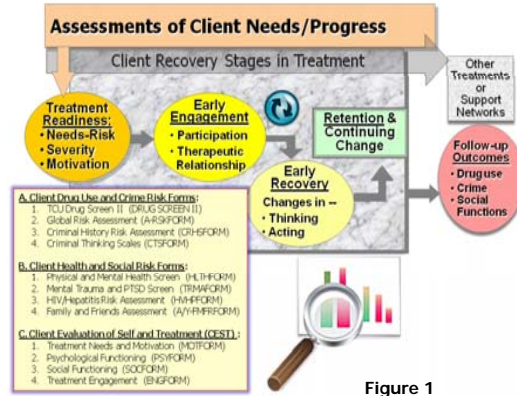 Assessments of Client Needs/Progress
Client Recovery Stages in Treatment
Other
Treatments
or
Support
Networks
Treatment
Readiness:
• Needs-Risk
• Severity
• Motivation
Early
Engagement
• Participation
• Therapeutic
Relationship
Early
Recovery
Changes in --
• Thinking
• Acting
Retention &
Continuing
Change
Follow-up
Outcomes
• Drug use
• Crime
• Social
Functions
A. Client Drug Use and Crime Risk Forms:
1. TCU Drug Screen II (DRUG SCREEN II)
2. Global Risk Assessment (A-RSKFORM)
3. Criminal History Risk Assessment (CRHSFORM)
4. Criminal Thinking Scales (CTSFORM)
B. Client Health and Social Risk Forms:
1. Physical and Mental Health Screen (HLTHFORM)
2. Mental Trauma and PTSD Screen (TRMAFORM)
3. HIV/Hepatitis Risk Assessment (HVHPFORM)
4. Family and Friends Assessment (A/Y-FMFRFORM)
C. Client Evaluation of Self and Treatment (CEST):
1. Treatment Needs and Motivation (MOTFORM)
2. Psychological Functioning (PSYFORM)
3. Social Functioning (SOCFORM)
4. Treatment Engagement (ENGFORM)
Figure 1